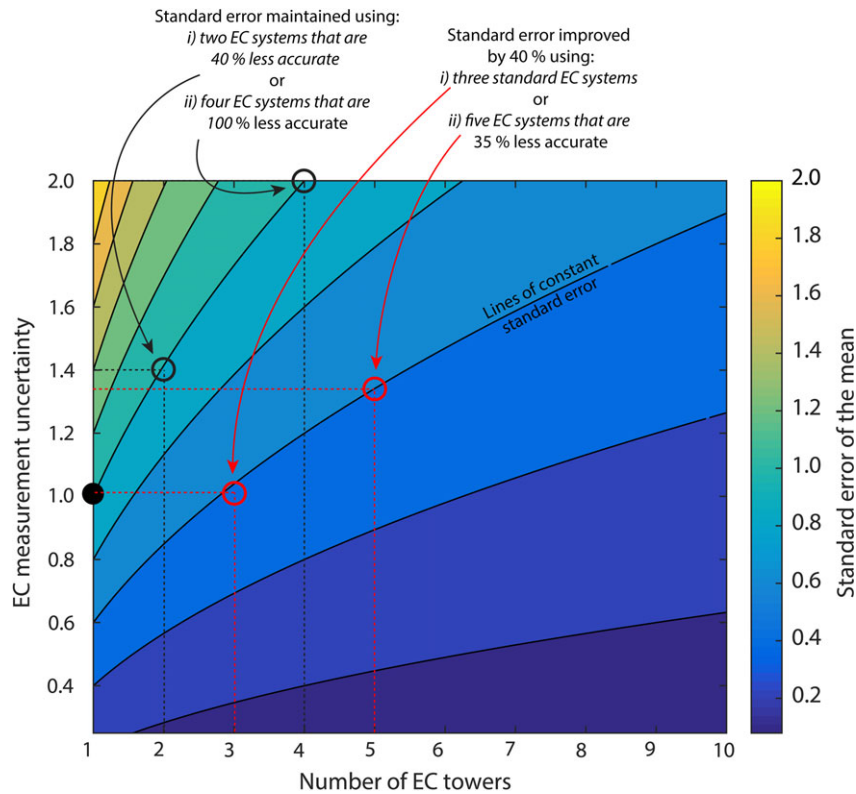 Standard error maintained using:
i) two EC systems that are
40 % less accurate
or
ii) four EC systems that are
100 % less accurate
Standard error improved
by 40 % using:
i) three standard EC systems
or
ii) five EC systems that are
35 % less accurate
2.0
1.8
1.6
1.4
1.2
1.0
0.8
0.6
0.4
EC measurement uncertainty
Lines of constant
standard error
1 2 3 4 5 6 7 8 9 10
Number of EC towers
2.0
1.8
1.6
1.4
1.2
1.0
0.8
0.6
0.4
0.2
Standard error of the mean